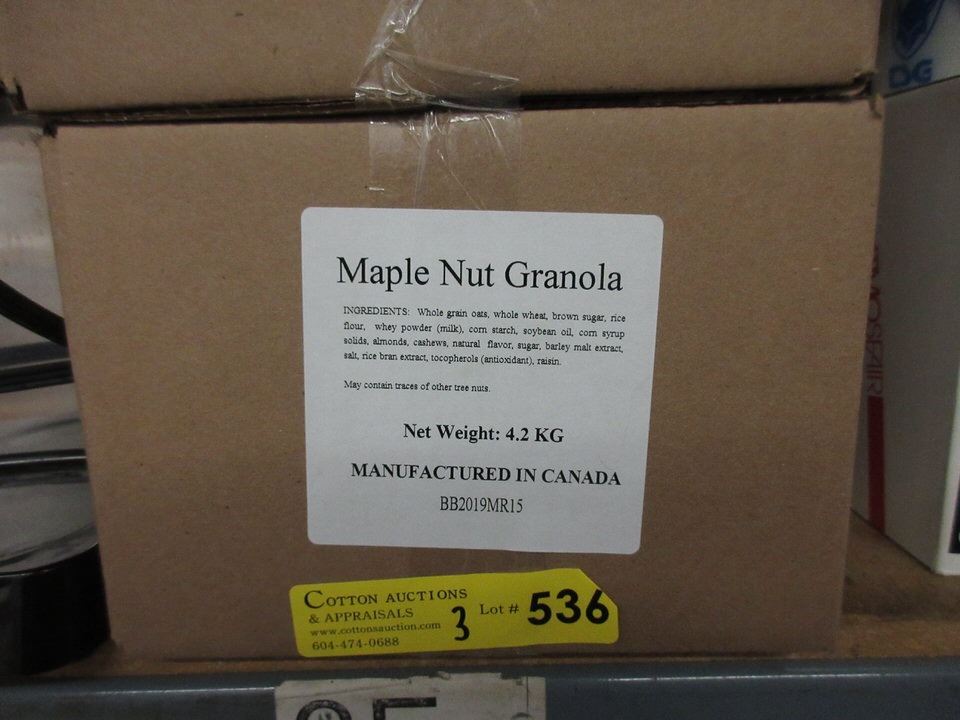 DG
Maple Nut Granola
INGREDIENTS: Whole grain oats, whole wheat, brown sugar, rice
flour, whey powder (milk), corn starch, soybean oil, corn syrup
solids, almonds, cashews, natural flavor, sugar, barley malt extract,
salt, rice bran extract, tocopherols (antioxidant), raisin.
May contain traces of other tree nuts.
Net Weight: 4.2 KG
MANUFACTURED IN CANADA
BB2019MR15
COTTON AUCTIONS
& APPRAISALS
www.cottonsauction.com
604-474-0688
3
Lot # 536